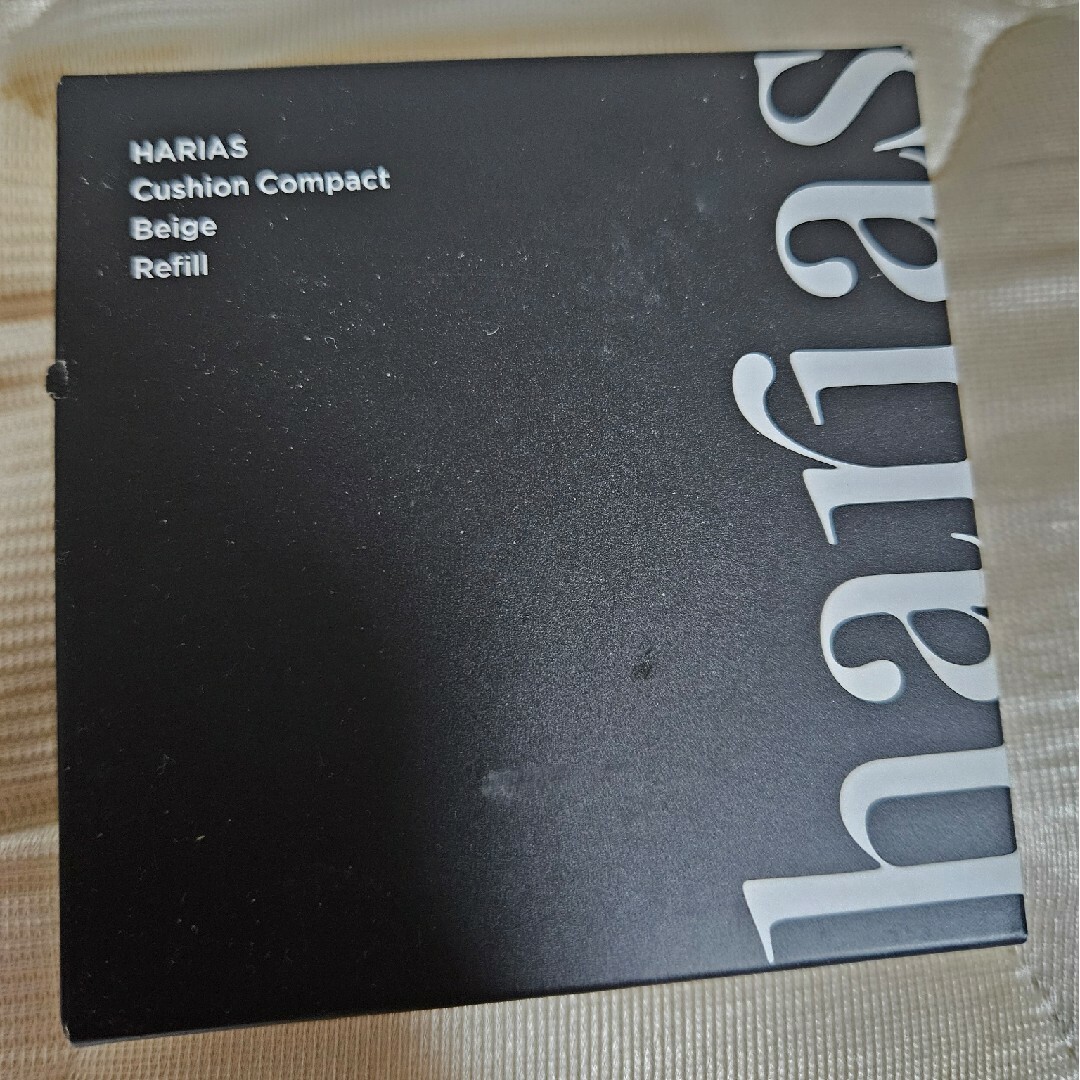 HARIAS
Cushion Compact
Beige
Refill
harias